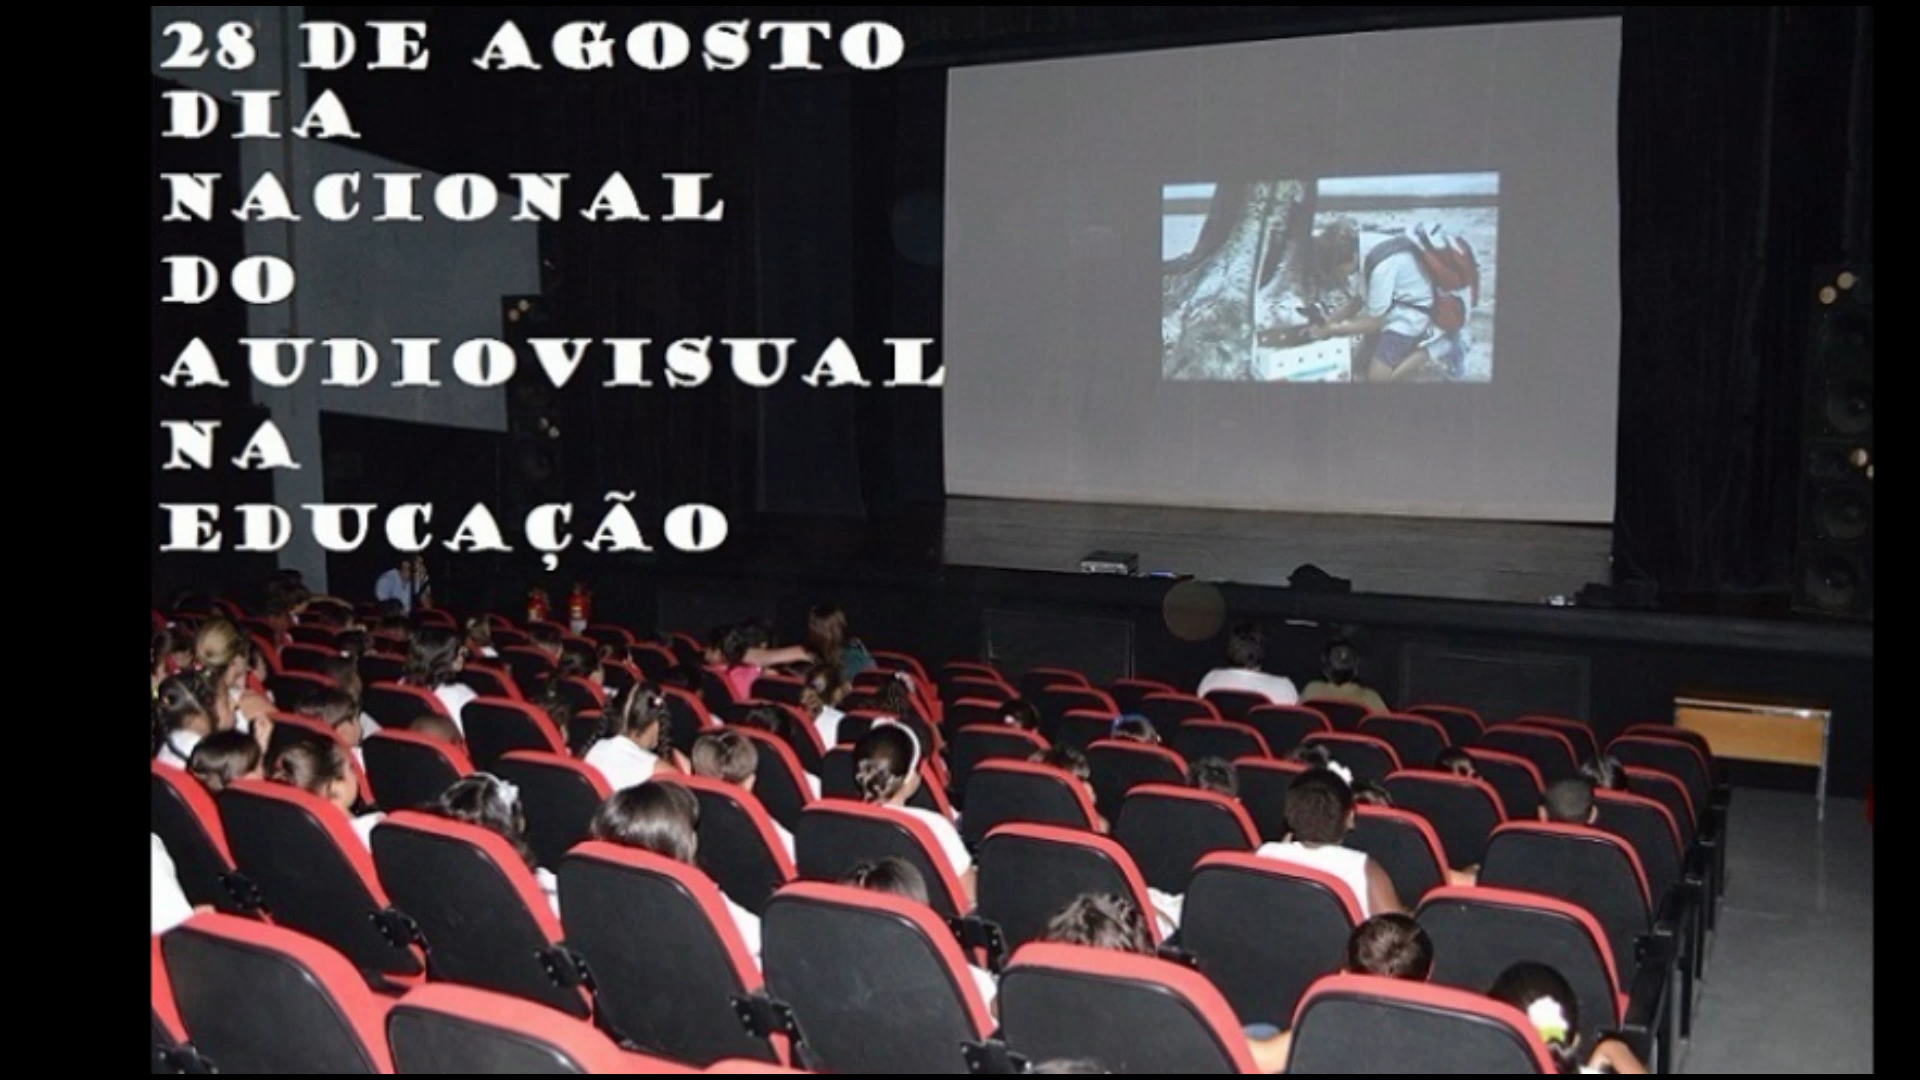 28 DE AGOSTO
DIA
NACIONAL
DO
AUDIOVISUAL
NA
EDUCAÇÃO